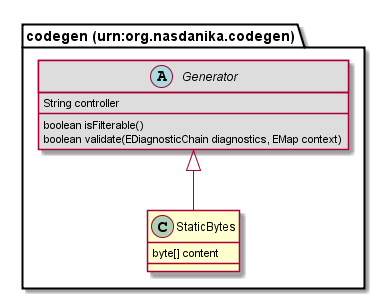 codegen (urn:org.nasdanika.codegen)
A Generator
String controller
boolean isFilterable()
boolean validate(EDiagnosticChain diagnostics, EMap context)
C StaticBytes
byte[] content